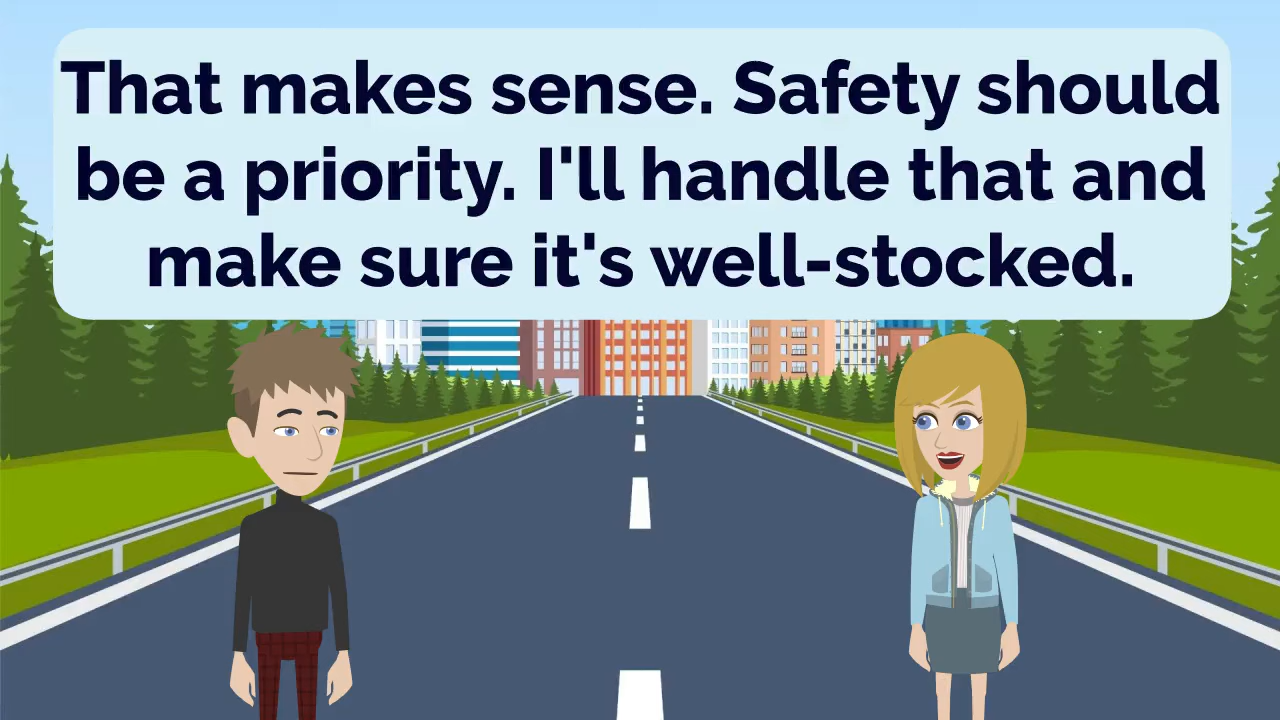 That makes sense. Safety should
be a priority. I'll handle that and
make sure it's well-stocked.